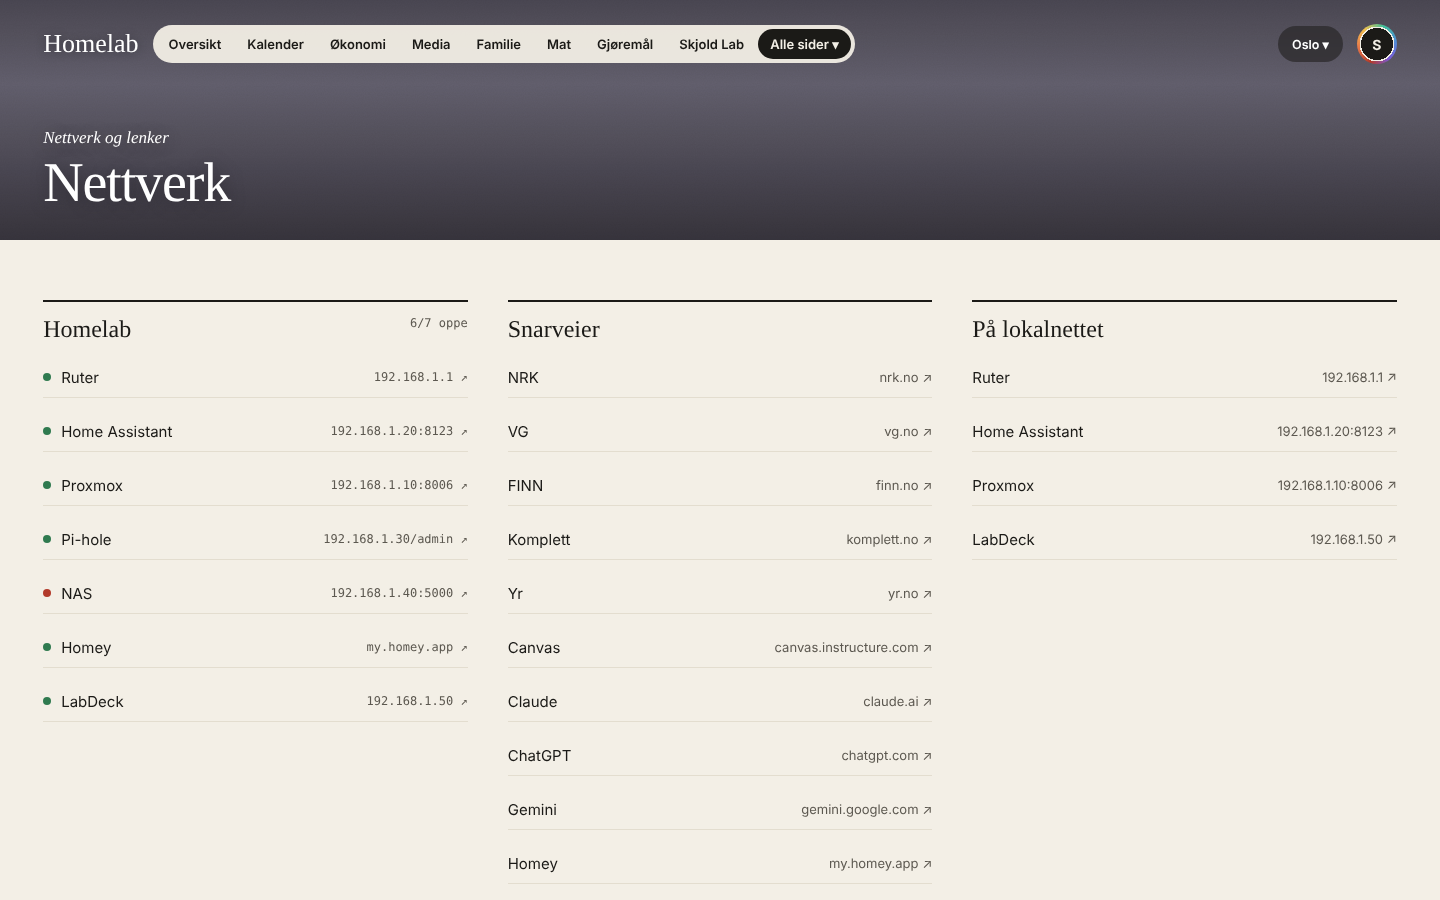 Homelab
Oversikt Kalender Økonomi Media Familie Mat Gjøremål Skjold Lab Alle sider ▾
Oslo ▾
S
Nettverk og lenker
Nettverk
Homelab 6/7 oppe
Ruter 192.168.1.1 ↗
Home Assistant 192.168.1.20:8123 ↗
Proxmox 192.168.1.10:8006 ↗
Pi-hole 192.168.1.30/admin ↗
NAS 192.168.1.40:5000 ↗
Homey my.homey.app ↗
LabDeck 192.168.1.50 ↗
Snarveier
NRK nrk.no ↗
VG vg.no ↗
FINN finn.no ↗
Komplett komplett.no ↗
Yr yr.no ↗
Canvas canvas.instructure.com ↗
Claude claude.ai ↗
ChatGPT chatgpt.com ↗
Gemini gemini.google.com ↗
Homey my.homey.app ↗
På lokalnettet
Ruter 192.168.1.1 ↗
Home Assistant 192.168.1.20:8123 ↗
Proxmox 192.168.1.10:8006 ↗
LabDeck 192.168.1.50 ↗